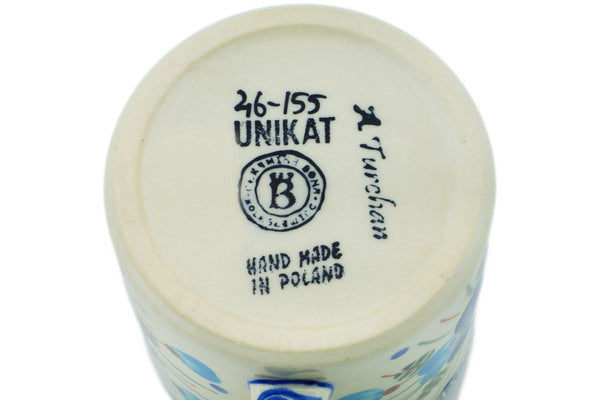 26-155
UNIKAT
B
HAND MADE
IN POLAND
A Turchan